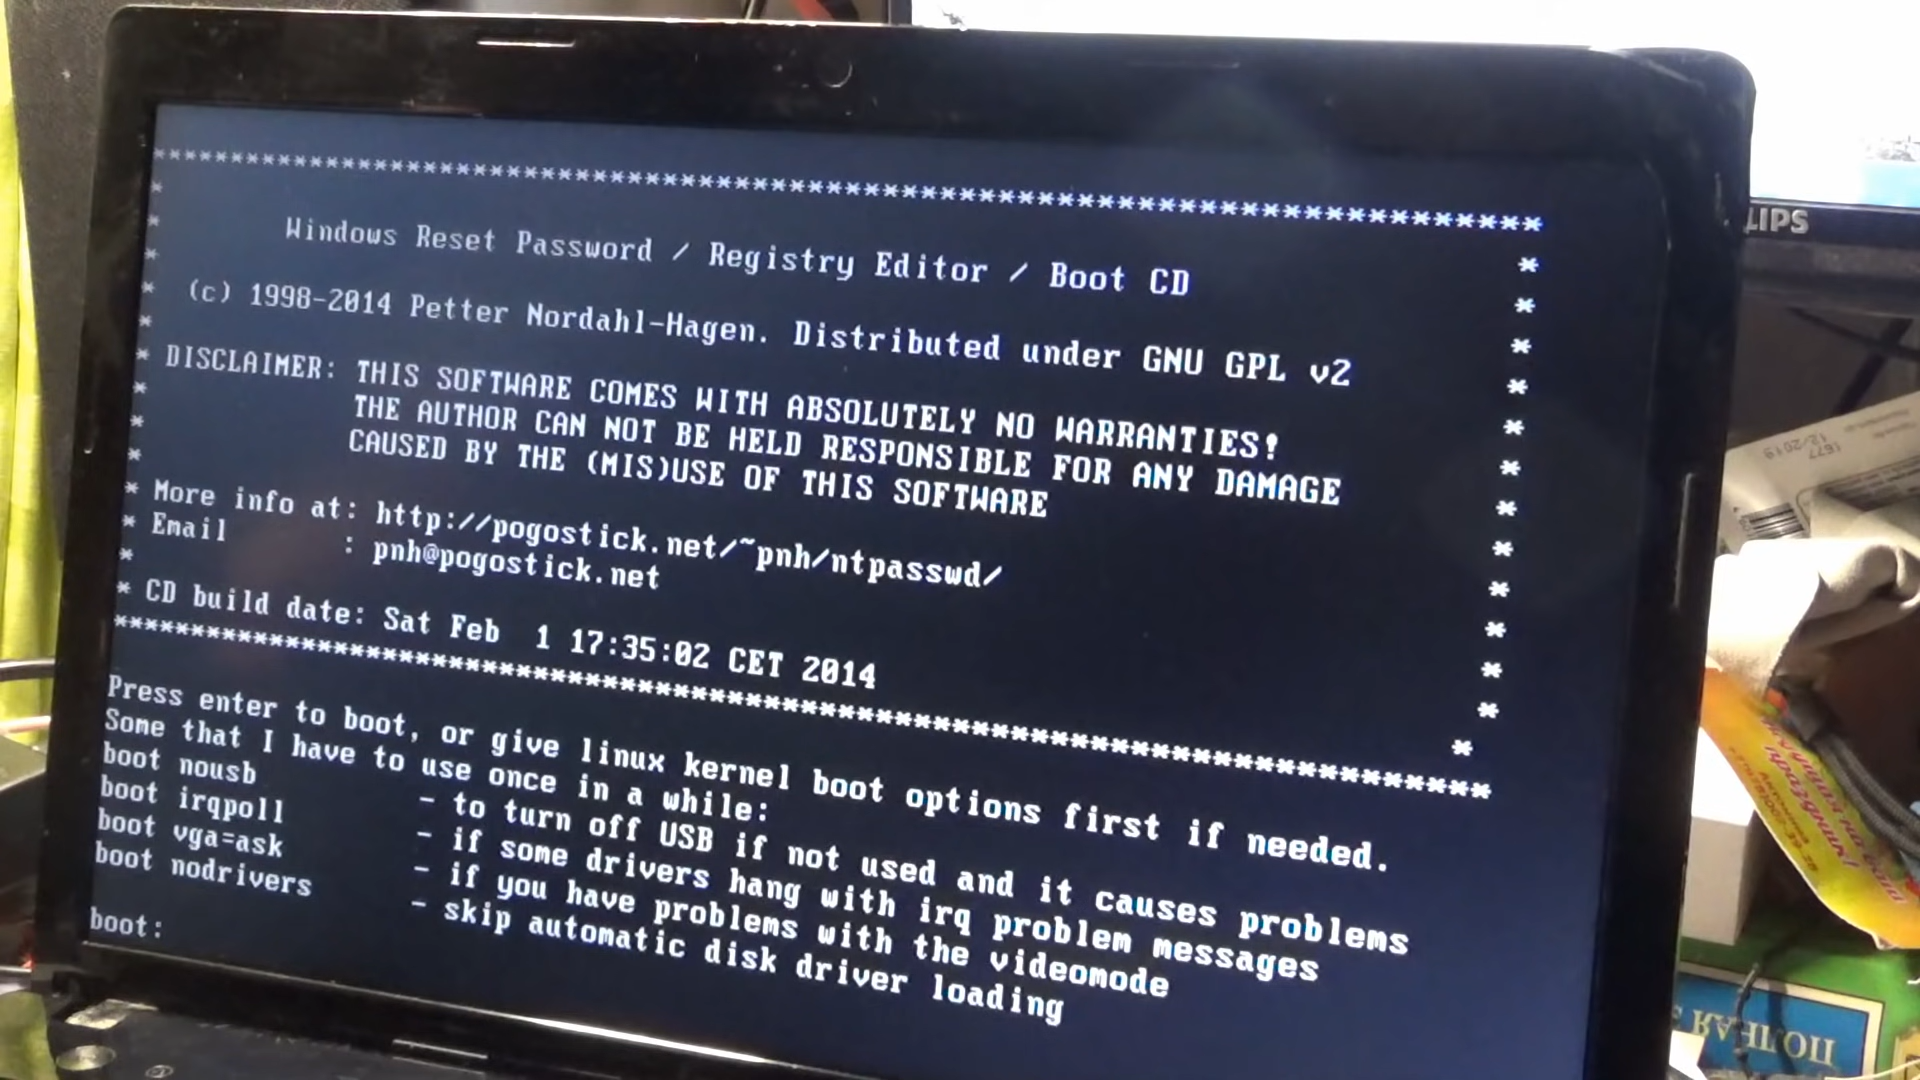 *****************************************************************************************
* *
* Windows Reset Password / Registry Editor / Boot CD *
* *
* (c) 1998-2014 Petter Nordahl-Hagen. Distributed under GNU GPL v2 *
* *
* DISCLAIMER: THIS SOFTWARE COMES WITH ABSOLUTELY NO WARRANTIES! *
* THE AUTHOR CAN NOT BE HELD RESPONSIBLE FOR ANY DAMAGE *
* CAUSED BY THE (MIS)USE OF THIS SOFTWARE *
* *
* More info at: http://pogostick.net/~pnh/ntpasswd/ *
* Email : pnh@pogostick.net *
* *
* CD build date: Sat Feb 1 17:35:02 CET 2014 *
*****************************************************************************************
Press enter to boot, or give linux kernel boot options first if needed.
Some that I have to use once in a while:
boot nousb - to turn off USB if not used and it causes problems
boot irqpoll - if some drivers hang with irq problem messages
boot vga=ask - if you have problems with the videomode
boot nodrivers - skip automatic disk driver loading
boot:
LIPS
1677
12/2019